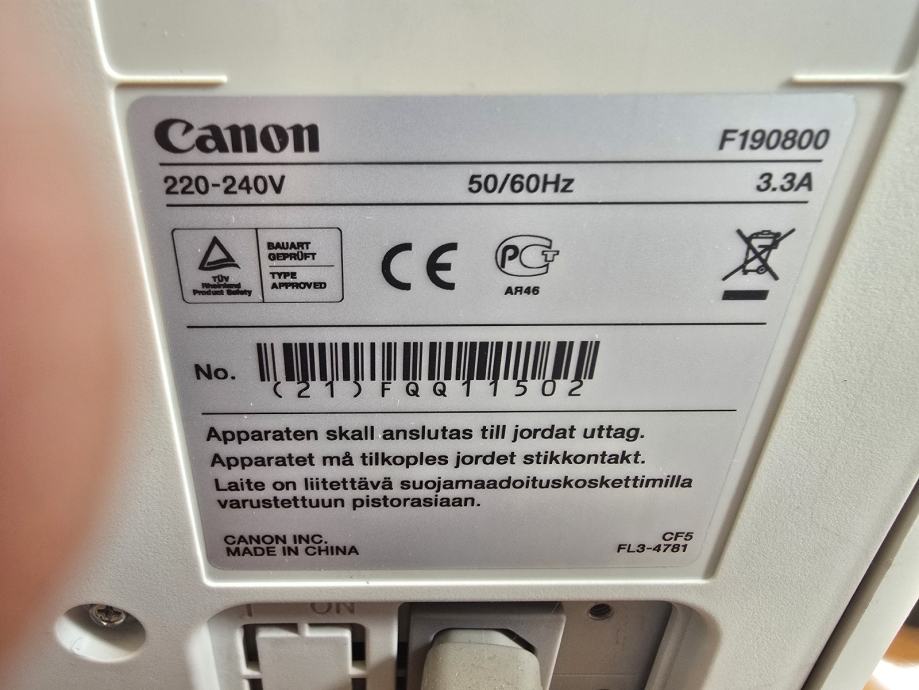 Canon
F190800
220-240V 50/60Hz 3.3A
BAUART
GEPRÜFT
TÜV
Rheinland
Product Safety
TYPE
APPROVED
CE
РСТ
АЯ46
No.
(21)FQQ11502
Apparaten skall anslutas till jordat uttag.
Apparatet må tilkoples jordet stikkontakt.
Laite on liitettävä suojamaadoituskoskettimilla
varustettuun pistorasiaan.
CANON INC.
MADE IN CHINA
CF5
FL3-4781
ON